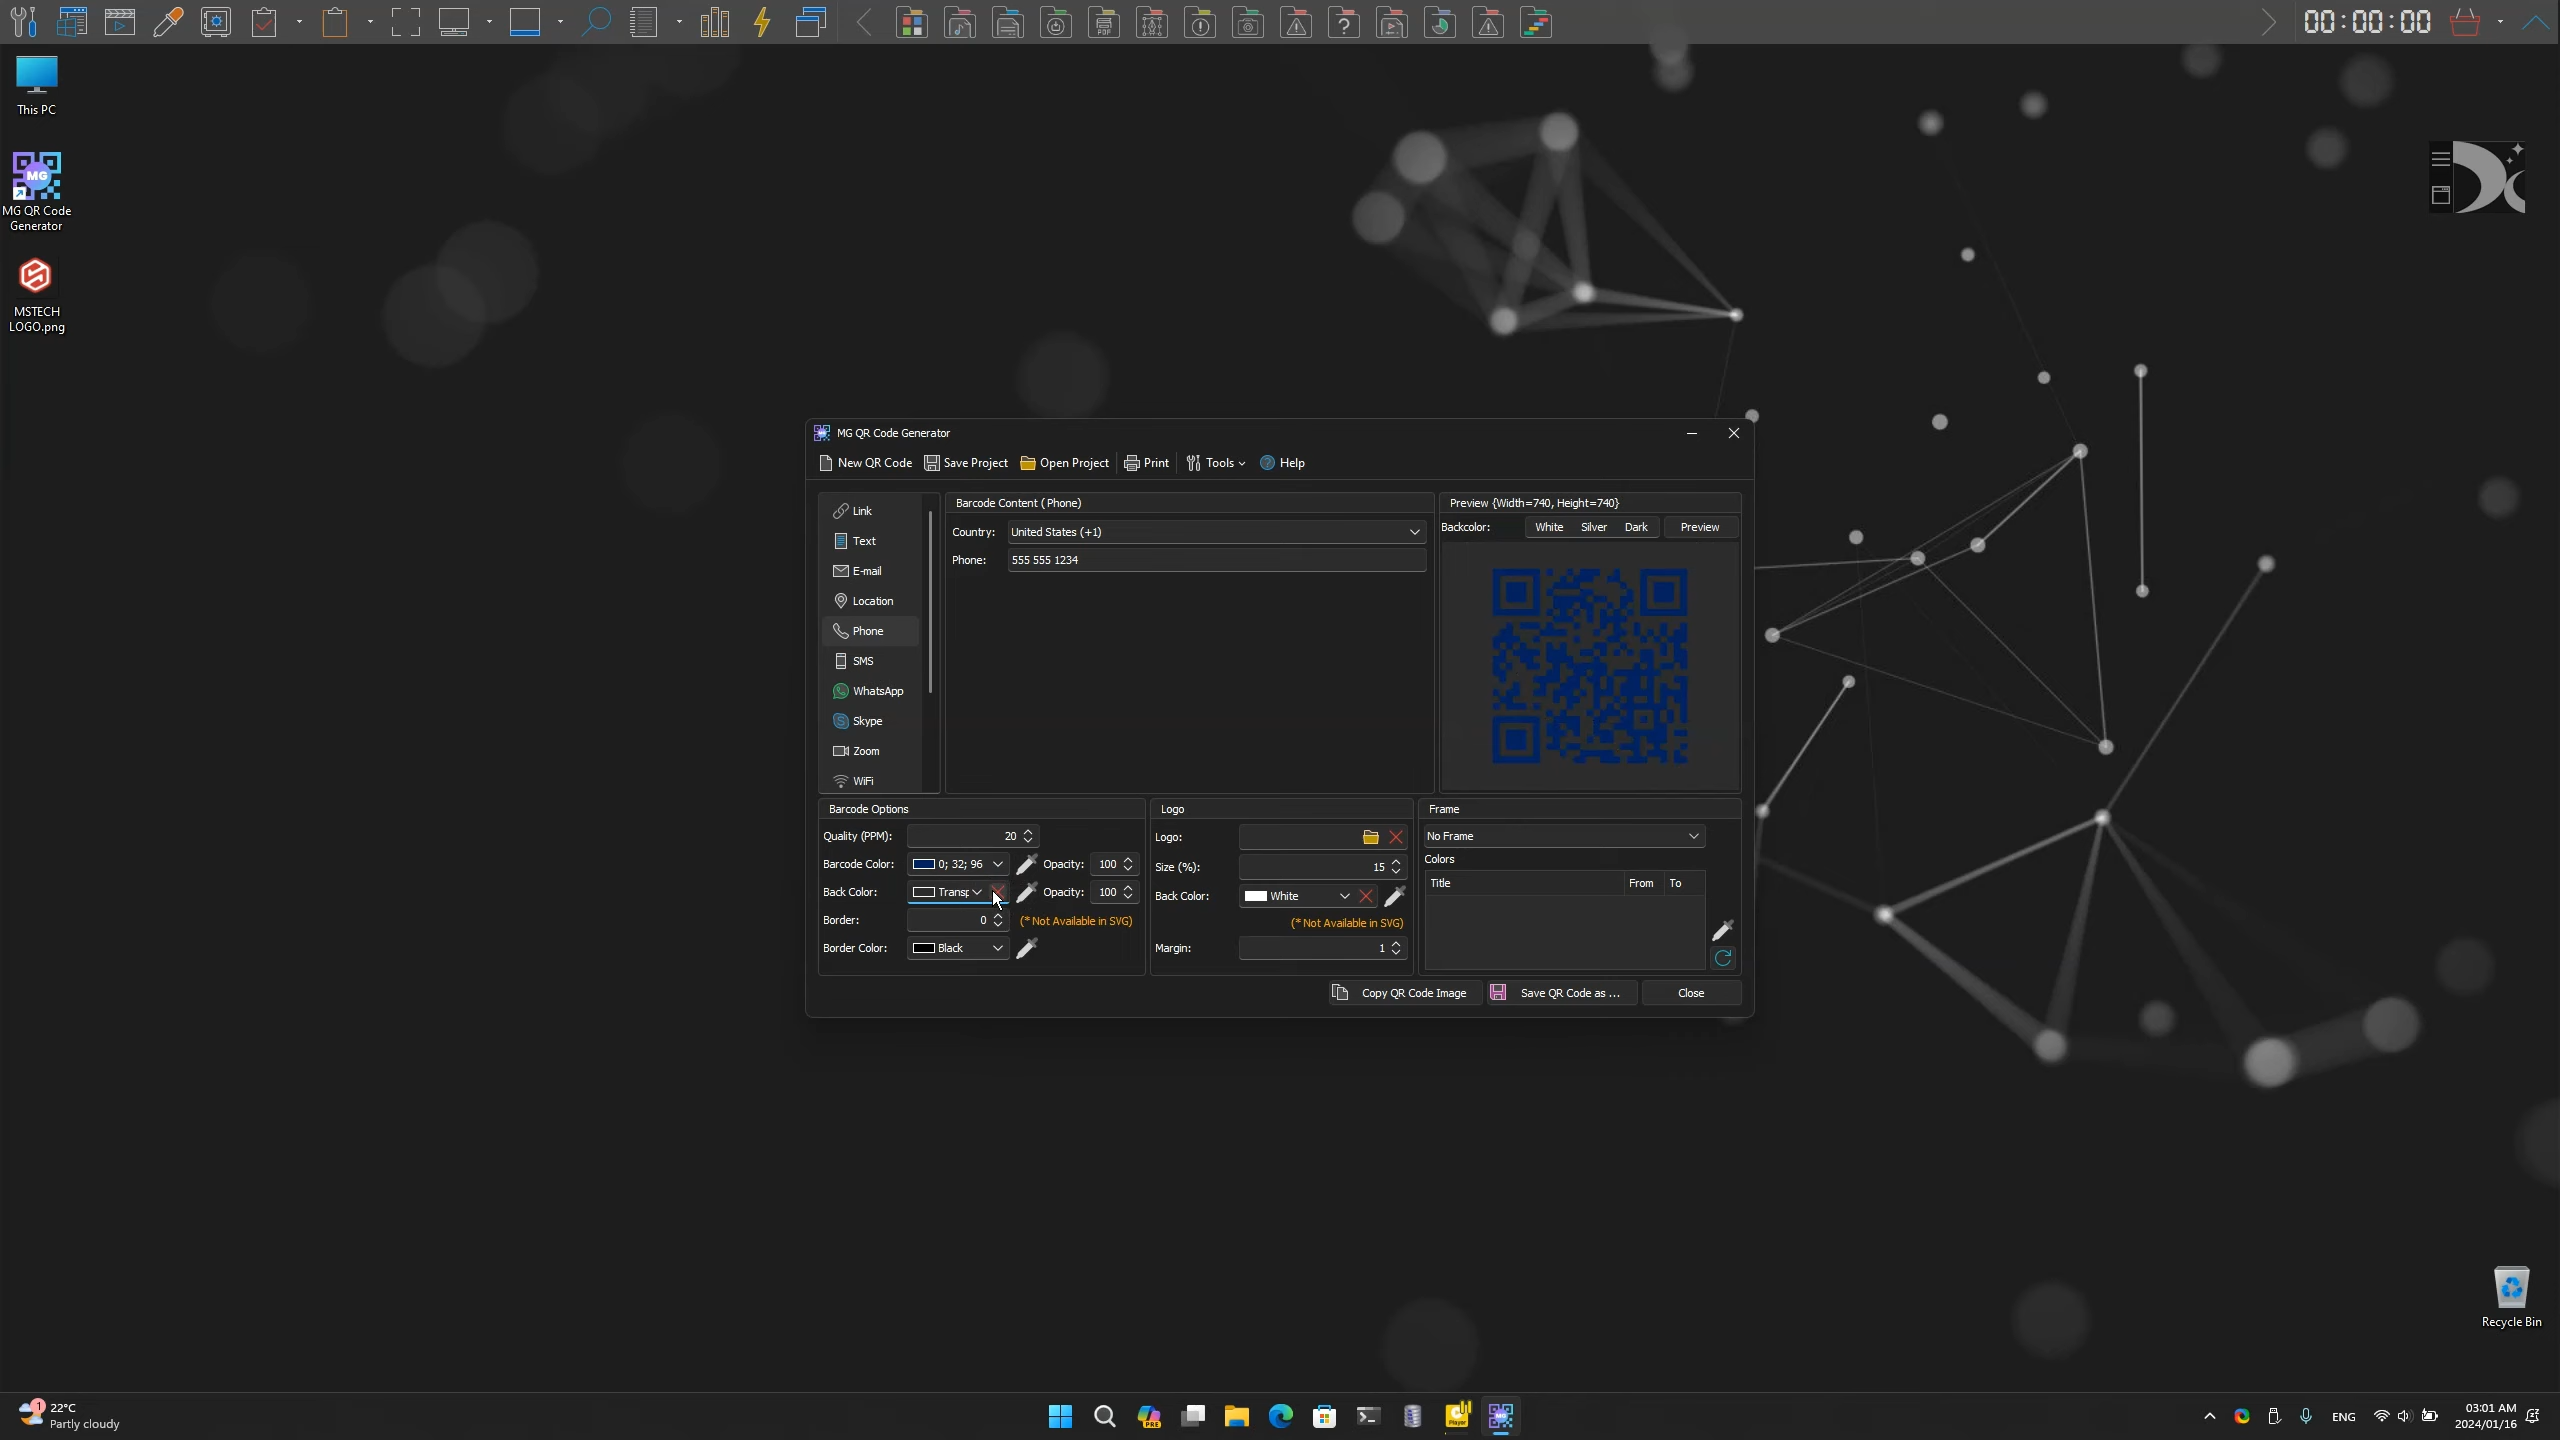 00:00:00
This PC
MG
MG QR Code
Generator
MSTECH
LOGO.png
MG QR Code Generator
New QR Code Save Project Open Project Print Tools Help
Link
Text
E-mail
Location
Phone
SMS
WhatsApp
Skype
Zoom
WiFi
Barcode Content (Phone)
Country: United States (+1)
Phone: 555 555 1234
Preview {Width=740, Height=740}
Backcolor: White Silver Dark Preview
Barcode Options
Quality (PPM): 20
Barcode Color: 0; 32; 96 Opacity: 100
Back Color: Transp Opacity: 100
Border: 0 (* Not Available in SVG)
Border Color: Black
Logo
Logo:
Size (%): 15
Back Color: White
(* Not Available in SVG)
Margin: 1
Frame
No Frame
Colors
Title From To
Copy QR Code Image Save QR Code as ... Close
Recycle Bin
1
22°C
Partly cloudy
PRE
Player
ENG
03:01 AM
2024/01/16